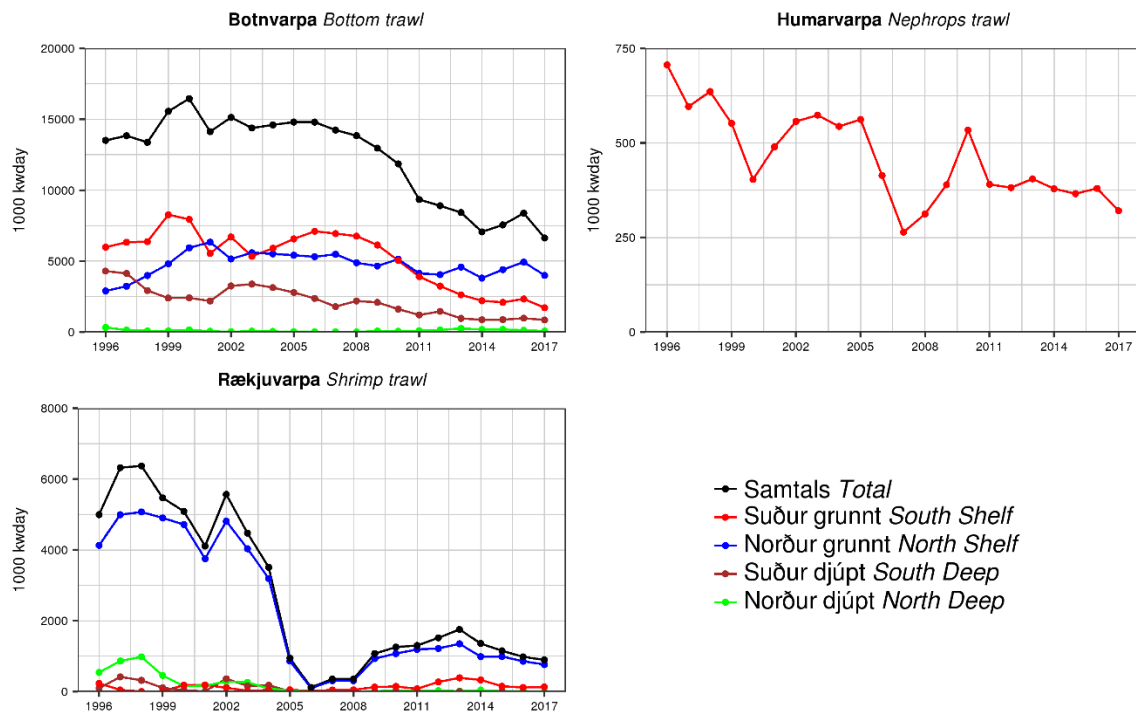 Botnvarpa Bottom trawl
20000
15000
10000
5000
0
1000 kwday
1996 1999 2002 2005 2008 2011 2014 2017
Humarvarpa Nephrops trawl
750
500
250
0
1000 kwday
1996 1999 2002 2005 2008 2011 2014 2017
Rækjuvarpa Shrimp trawl
8000
6000
4000
2000
0
1000 kwday
1996 1999 2002 2005 2008 2011 2014 2017
Samtals Total
Suður grunnt South Shelf
Norður grunnt North Shelf
Suður djúpt South Deep
Norður djúpt North Deep